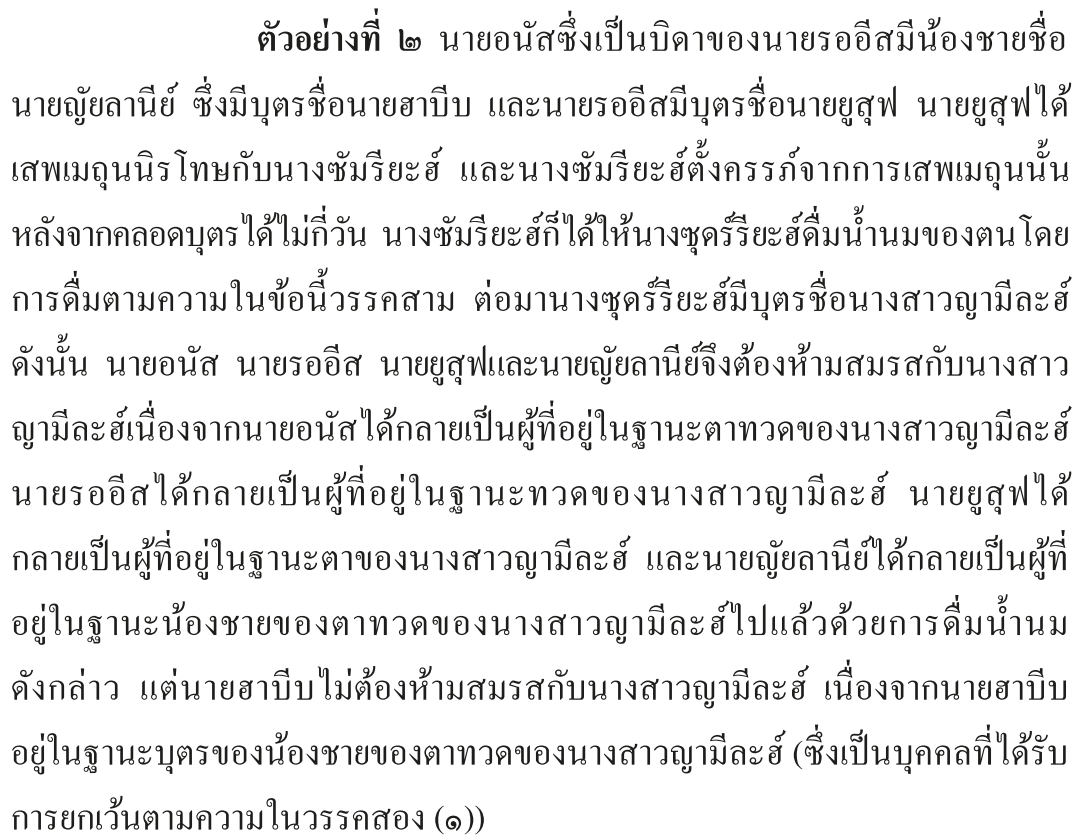 ตัวอย่างที่ ๒ นายอนัสซึ่งเป็นบิดาของนายรออีสมีน้องชายชื่อ
นายญัยลานีย์ ซึ่งมีบุตรชื่อนายฮาบีบ และนายรออีสมีบุตรชื่อนายยูสุฟ นายยูสุฟได้
เสพเมถุนนิรโทษกับนางซัมรียะฮ์ และนางซัมรียะฮ์ตั้งครรภ์จากการเสพเมถุนนั้น
หลังจากคลอดบุตรได้ไม่กี่วัน นางซัมรียะฮ์ก็ได้ให้นางซุดร์รียะฮ์ดื่มน้ำนมของตนโดย
การดื่มตามความในข้อนี้วรรคสาม ต่อมานางซุดร์รียะฮ์มีบุตรชื่อนางสาวญามีละฮ์
ดังนั้น นายอนัส นายรออีส นายยูสุฟและนายญัยลานีย์จึงต้องห้ามสมรสกับนางสาว
ญามีละฮ์เนื่องจากนายอนัสได้กลายเป็นผู้ที่อยู่ในฐานะตาทวดของนางสาวญามีละฮ์
นายรออีสได้กลายเป็นผู้ที่อยู่ในฐานะทวดของนางสาวญามีละฮ์ นายยูสุฟได้
กลายเป็นผู้ที่อยู่ในฐานะตาของนางสาวญามีละฮ์ และนายญัยลานีย์ได้กลายเป็นผู้ที่
อยู่ในฐานะน้องชายของตาทวดของนางสาวญามีละฮ์ไปแล้วด้วยการดื่มน้ำนม
ดังกล่าว แต่นายฮาบีบไม่ต้องห้ามสมรสกับนางสาวญามีละฮ์ เนื่องจากนายฮาบีบ
อยู่ในฐานะบุตรของน้องชายของตาทวดของนางสาวญามีละฮ์ (ซึ่งเป็นบุคคลที่ได้รับ
การยกเว้นตามความในวรรคสอง (๑))